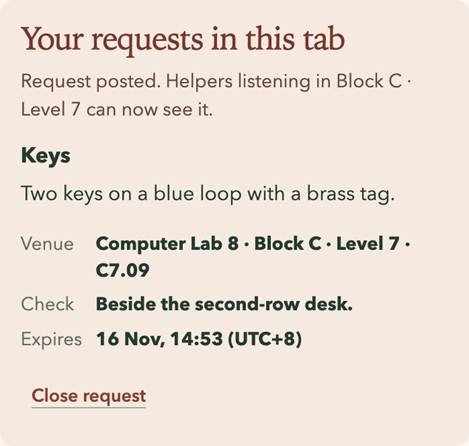 Your requests in this tab
Request posted. Helpers listening in Block C ·
Level 7 can now see it.
Keys
Two keys on a blue loop with a brass tag.
Venue Computer Lab 8 · Block C · Level 7 ·
C7.09
Check Beside the second-row desk.
Expires 16 Nov, 14:53 (UTC+8)
Close request